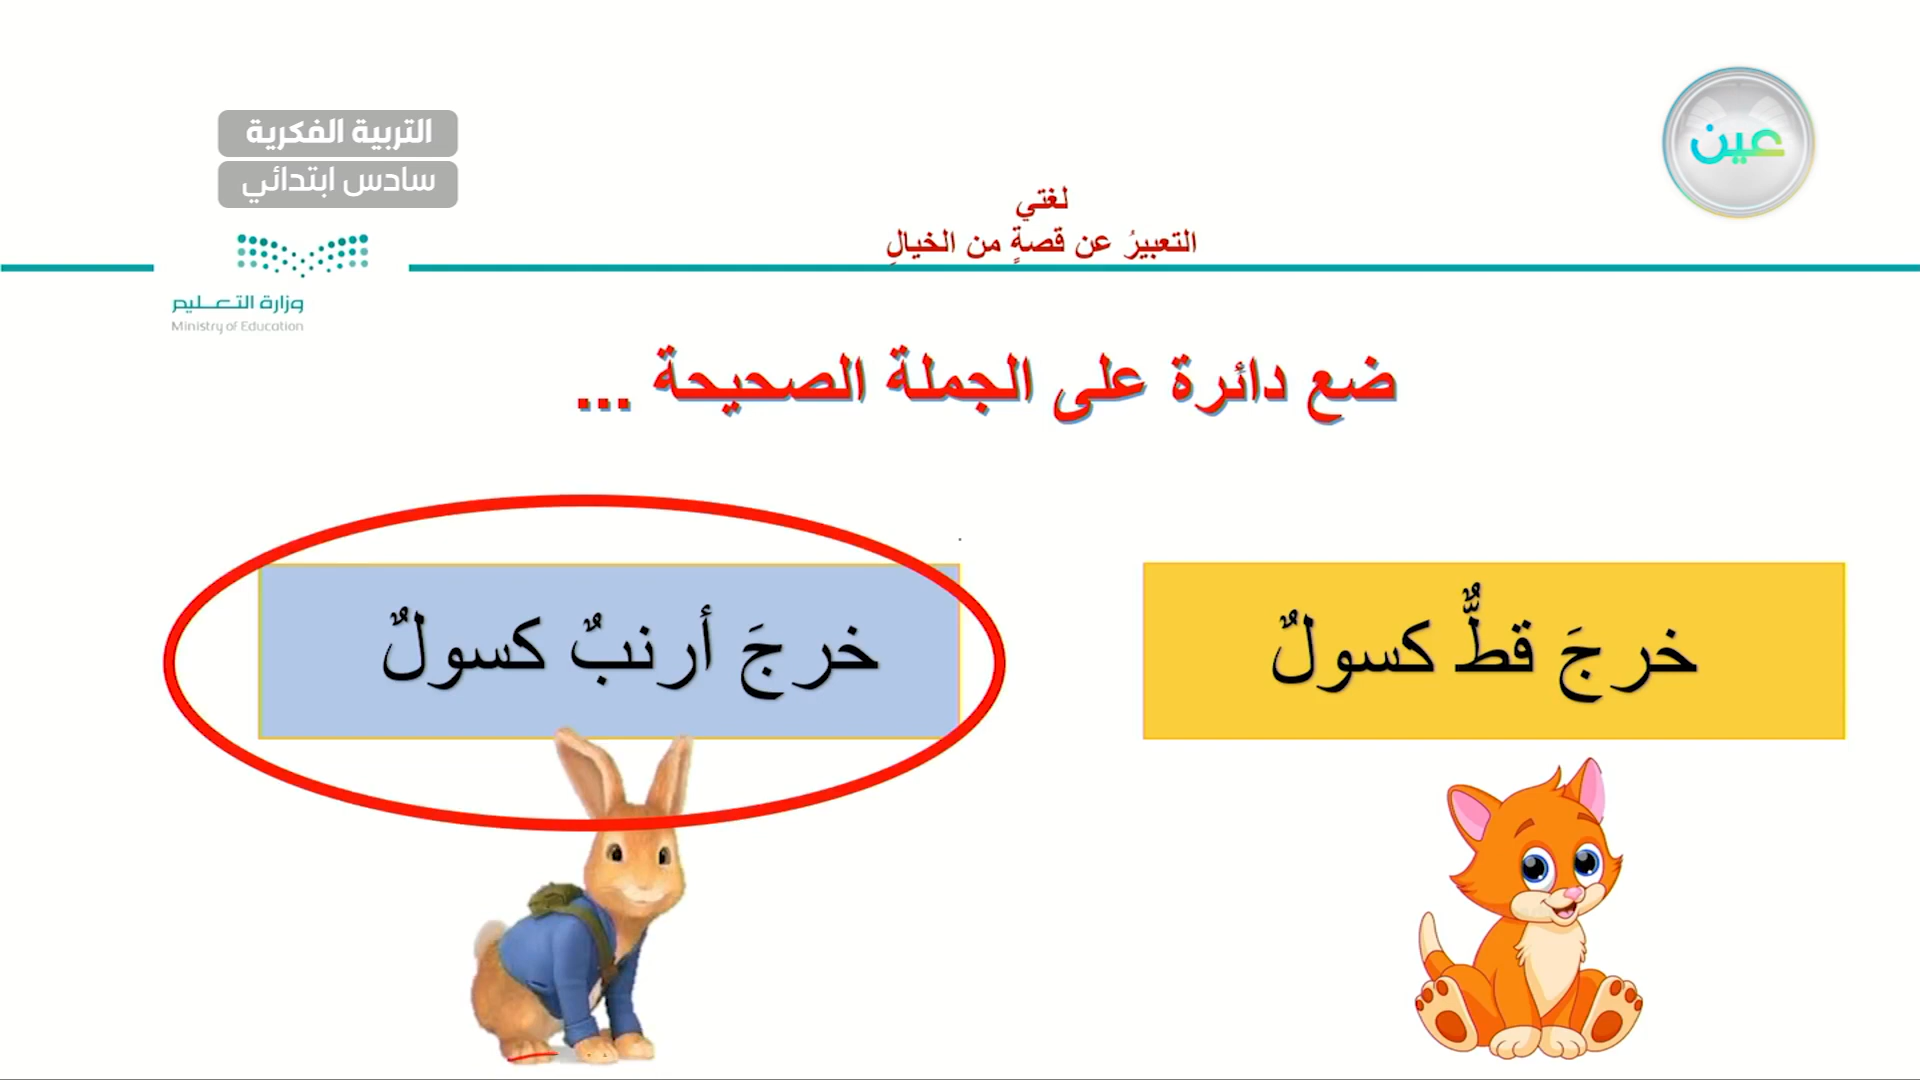 التربية الفكرية
سادس ابتدائي
عين
لغتي
التعبيرُ عن قصةٍ من الخيالِ
وزارة التعليم
Ministry of Education
ضع دائرة على الجملة الصحيحة ...
خرجَ قطٌّ كسولٌ
خرجَ أرنبٌ كسولٌ